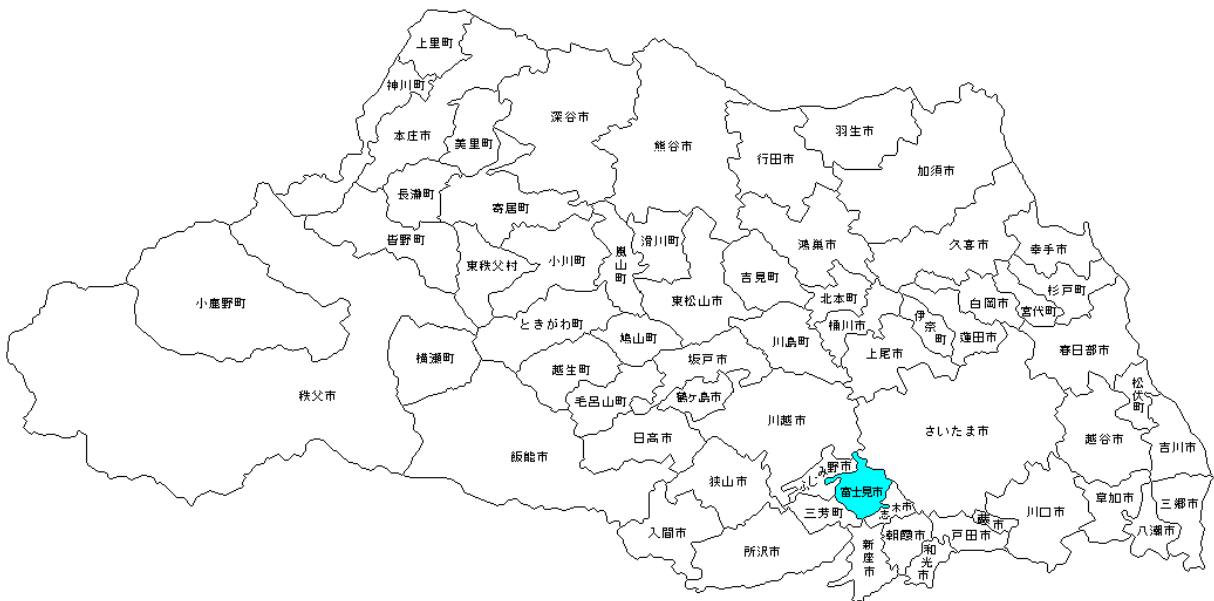 上里町
神川町
本庄市
美里町
深谷市
熊谷市
行田市
羽生市
加須市
長瀞町
寄居町
皆野町
東秩父村
小川町
嵐山町
滑川町
東松山市
吉見町
鴻巣市
久喜市
幸手市
小鹿野町
北本町
白岡市
杉戸町
宮代町
ときがわ町
鳩山町
川島町
桶川市
伊奈町
蓮田市
横瀬町
越生町
坂戸市
上尾市
春日部市
秩父市
毛呂山町
鶴ヶ島市
松伏町
川越市
さいたま市
越谷市
吉川市
飯能市
日高市
狭山市
ふじみ野市
富士見市
三芳町
志木市
入間市
所沢市
新座市
朝霞市
和光市
戸田市
蕨市
川口市
草加市
八潮市
三郷市